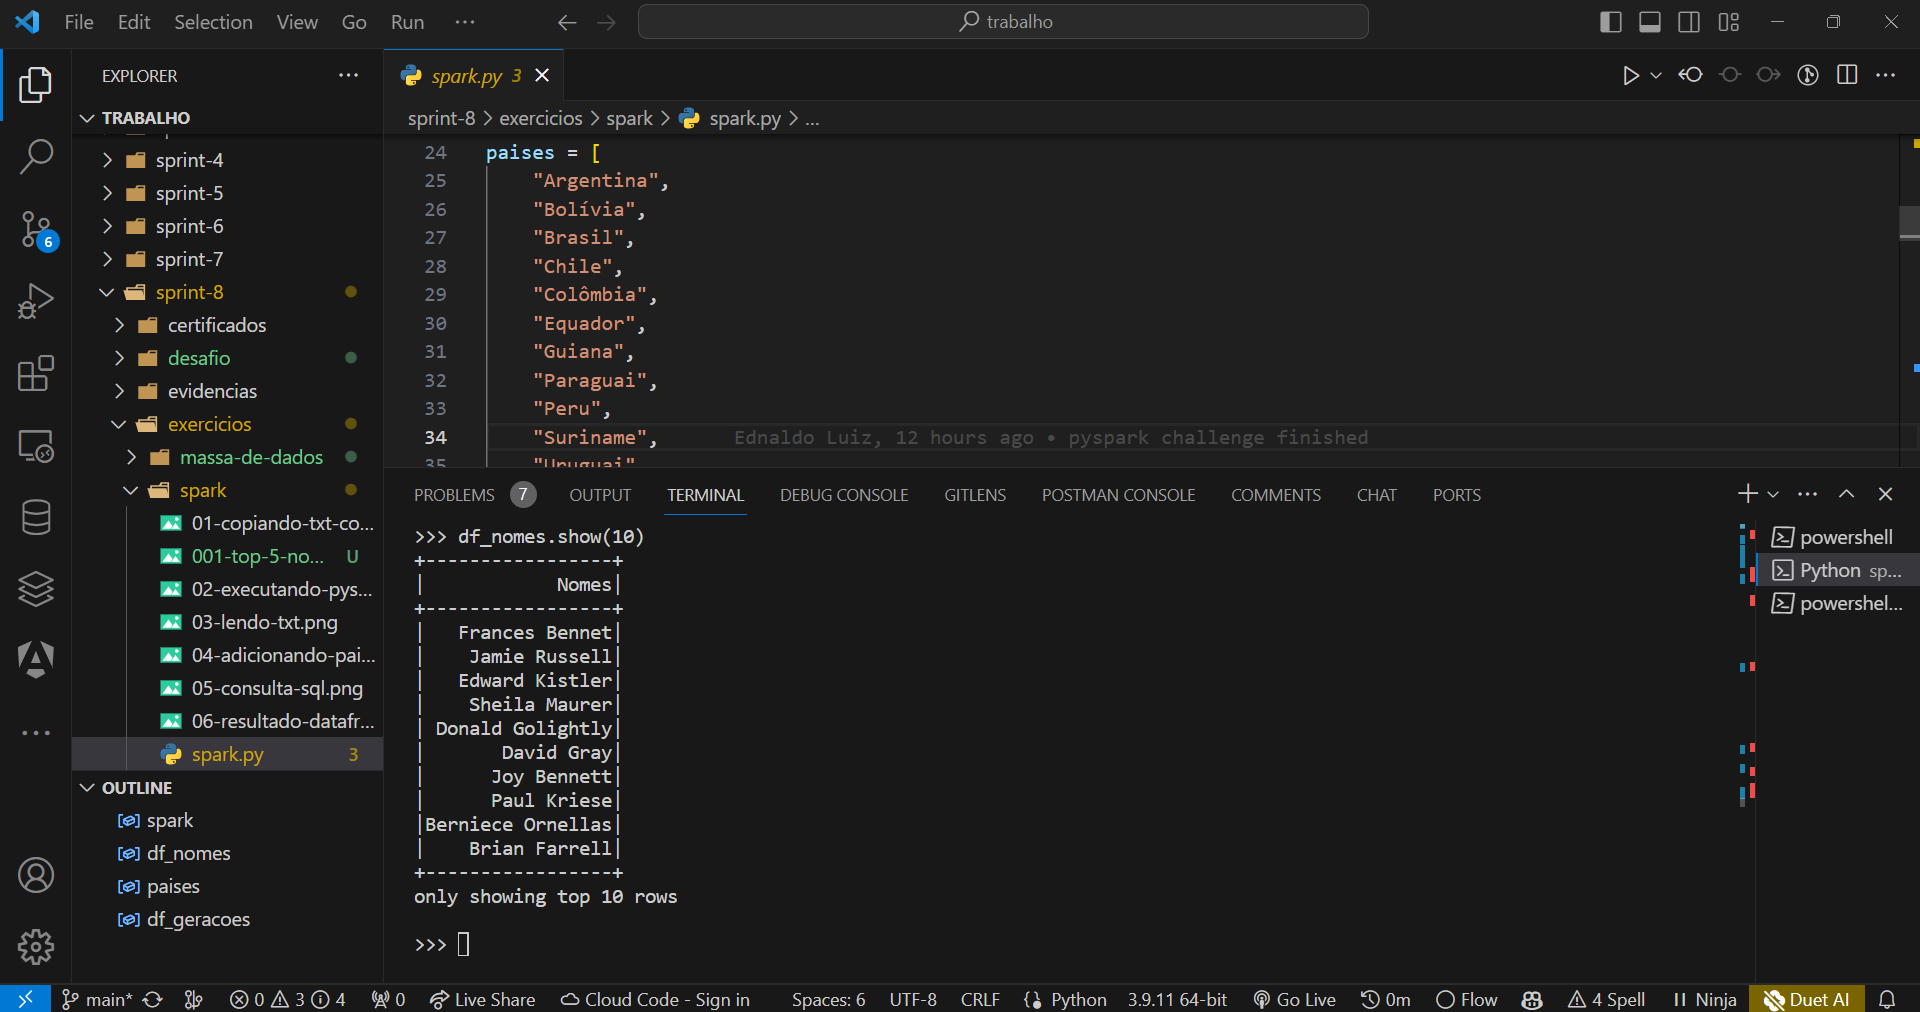 File Edit Selection View Go Run ··· trabalho
EXPLORER ···
TRABALHO
sprint-4
sprint-5
sprint-6
sprint-7
sprint-8
certificados
desafio
evidencias
exercicios
massa-de-dados
spark
01-copiando-txt-co...
001-top-5-no... U
02-executando-pys...
03-lendo-txt.png
04-adicionando-pai...
05-consulta-sql.png
06-resultado-datafr...
spark.py 3
OUTLINE
spark
df_nomes
paises
df_geracoes
6
spark.py 3
sprint-8 > exercicios > spark > spark.py > ...
24 paises = [
25 "Argentina",
26 "Bolívia",
27 "Brasil",
28 "Chile",
29 "Colômbia",
30 "Equador",
31 "Guiana",
32 "Paraguai",
33 "Peru",
34 "Suriname", Ednaldo Luiz, 12 hours ago • pyspark challenge finished
35 "Uruguai"
PROBLEMS 7 OUTPUT TERMINAL DEBUG CONSOLE GITLENS POSTMAN CONSOLE COMMENTS CHAT PORTS
>>> df_nomes.show(10)
+-----------------+
|            Nomes|
+-----------------+
|   Frances Bennet|
|    Jamie Russell|
|   Edward Kistler|
|    Sheila Maurer|
| Donald Golightly|
|       David Gray|
|      Joy Bennett|
|      Paul Kriese|
|Berniece Ornellas|
|    Brian Farrell|
+-----------------+
only showing top 10 rows
>>>
powershell
Python sp...
powershel...
main* 0 3 4 0 Live Share Cloud Code - Sign in Spaces: 6 UTF-8 CRLF Python 3.9.11 64-bit Go Live 0m Flow 4 Spell Ninja Duet AI